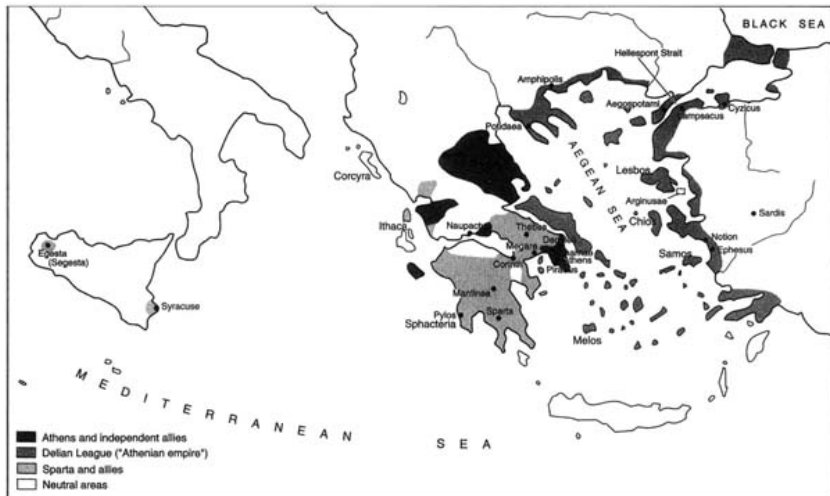 BLACK SEA
Hellespont Strait
Amphipolis
Aegospotami
Lampsacus
Cyzicus
Potidaea
AEGEAN SEA
Corcyra
Lesbos
Arginusae
Sardis
Ithaca
Naupactus
Thebes
Chios
Notion
Ephesus
Samos
Megara
Athens
Corinth
Piraeus
Egesta
(Segesta)
Syracuse
Mantinea
Pylos
Sparta
Sphacteria
Melos
MEDITERRANEAN SEA
Athens and independent allies
Delian League ("Athenian empire")
Sparta and allies
Neutral areas